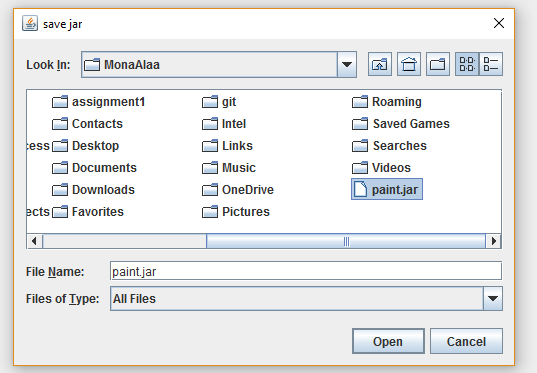 save jar
Look In: MonaAlaa
assignment1 git Roaming
Contacts Intel Saved Games
cess Desktop Links Searches
Documents Music Videos
Downloads OneDrive paint.jar
ects Favorites Pictures
File Name: paint.jar
Files of Type: All Files
Open Cancel